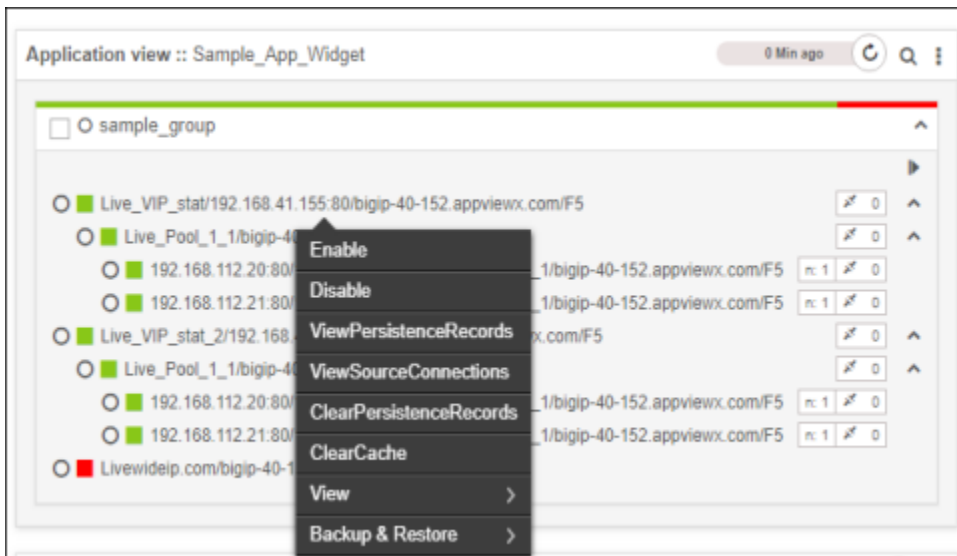 Application view :: Sample_App_Widget 0 Min ago
sample_group
Live_VIP_stat/192.168.41.155:80/bigip-40-152.appviewx.com/F5 0
Live_Pool_1_1/bigip-40 0
192.168.112.20:80/ _1/bigip-40-152.appviewx.com/F5 n: 1 0
192.168.112.21:80/ _1/bigip-40-152.appviewx.com/F5 n: 1 0
Live_VIP_stat_2/192.168. x.com/F5 0
Live_Pool_1_1/bigip-40 0
192.168.112.20:80/ _1/bigip-40-152.appviewx.com/F5 n: 1 0
192.168.112.21:80/ _1/bigip-40-152.appviewx.com/F5 n: 1 0
Livewideip.com/bigip-40-1
Enable
Disable
ViewPersistenceRecords
ViewSourceConnections
ClearPersistenceRecords
ClearCache
View
Backup & Restore